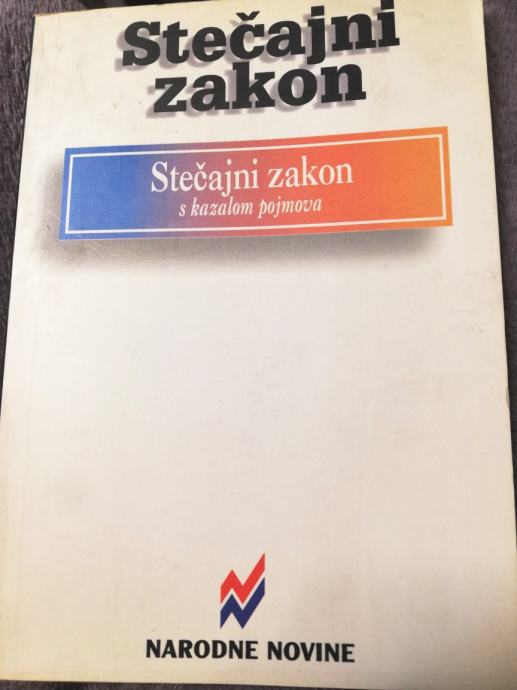 Stečajni
zakon
Stečajni zakon
s kazalom pojmova
NARODNE NOVINE